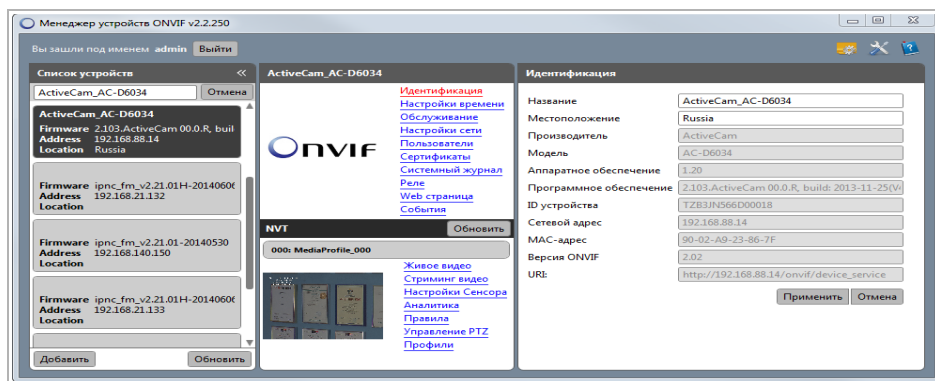 Менеджер устройств ONVIF v2.2.250
Вы зашли под именем admin Выйти
Список устройств
ActiveCam_AC-D6034 Отмена
ActiveCam_AC-D6034
Firmware 2.103.ActiveCam 00.0.R, buil
Address 192.168.88.14
Location Russia
Firmware ipnc_fm_v2.21.01H-2014060
Address 192.168.21.132
Location
Firmware ipnc_fm_v2.21.01-20140530
Address 192.168.140.150
Location
Firmware ipnc_fm_v2.21.01H-2014060
Address 192.168.21.133
Location
Добавить Обновить
ActiveCam_AC-D6034
ONVIF
Идентификация
Настройки времени
Обслуживание
Настройки сети
Пользователи
Сертификаты
Системный журнал
Реле
Web страница
События
NVT Обновить
000: MediaProfile_000
Живое видео
Стриминг видео
Настройки Сенсора
Аналитика
Правила
Управление PTZ
Профили
Идентификация
Название ActiveCam_AC-D6034
Местоположение Russia
Производитель ActiveCam
Модель AC-D6034
Аппаратное обеспечение 1.20
Программное обеспечение 2.103.ActiveCam 00.0.R, build: 2013-11-25(V
ID устройства TZB3JN566D00018
Сетевой адрес 192.168.88.14
MAC-адрес 90-02-A9-23-86-7F
Версия ONVIF 2.02
URI: http://192.168.88.14/onvif/device_service
Применить Отмена